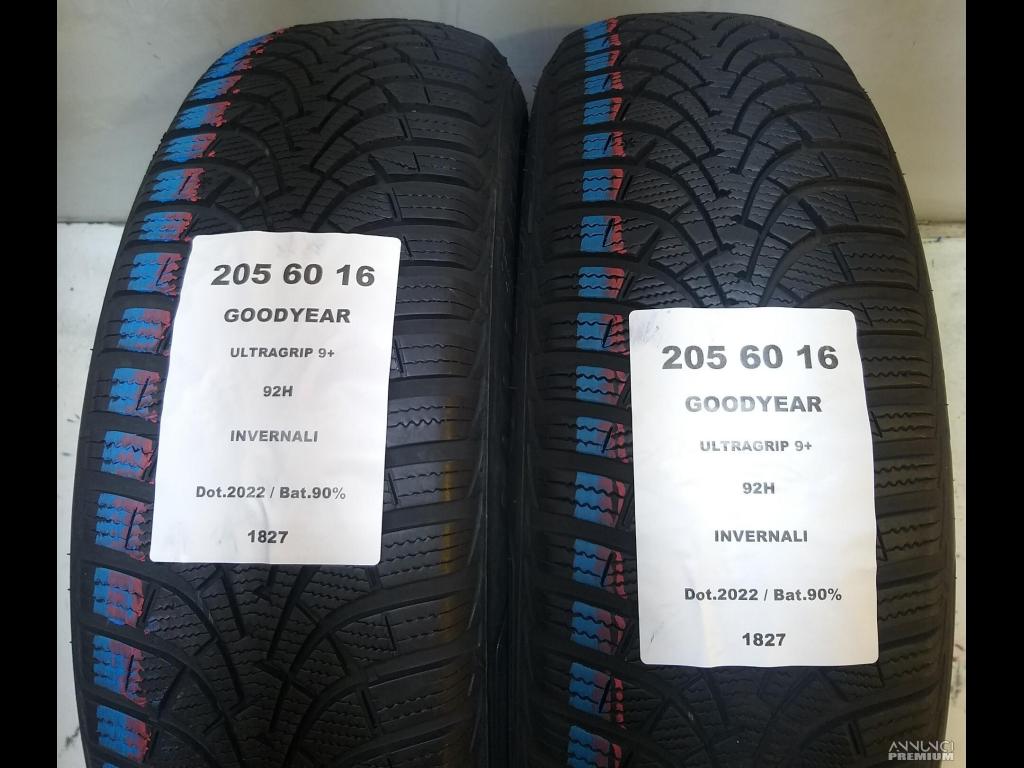 205 60 16
GOODYEAR
ULTRAGRIP 9+
92H
INVERNALI
Dot.2022 / Bat.90%
1827
205 60 16
GOODYEAR
ULTRAGRIP 9+
92H
INVERNALI
Dot.2022 / Bat.90%
1827
ANNUNCI
PREMIUM